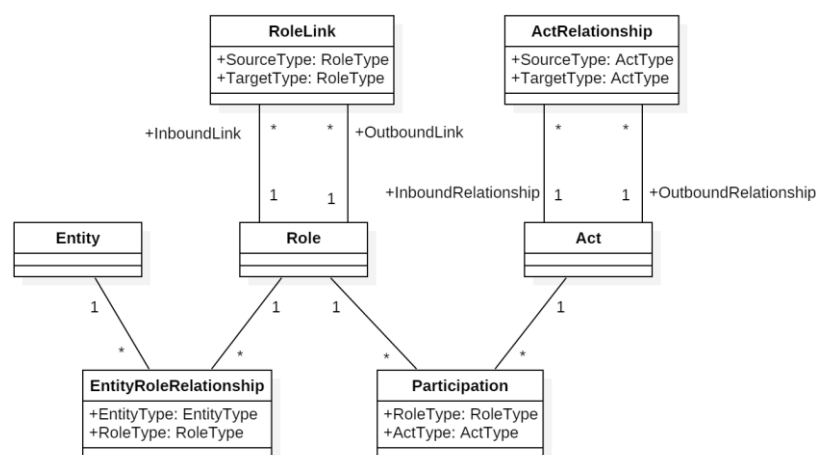 RoleLink
+SourceType: RoleType
+TargetType: RoleType
ActRelationship
+SourceType: ActType
+TargetType: ActType
+InboundLink
*
*
+OutboundLink
*
*
+InboundRelationship
1
1
1
1
+OutboundRelationship
Entity
Role
Act
1
1
1
1
*
*
*
*
EntityRoleRelationship
+EntityType: EntityType
+RoleType: RoleType
Participation
+RoleType: RoleType
+ActType: ActType